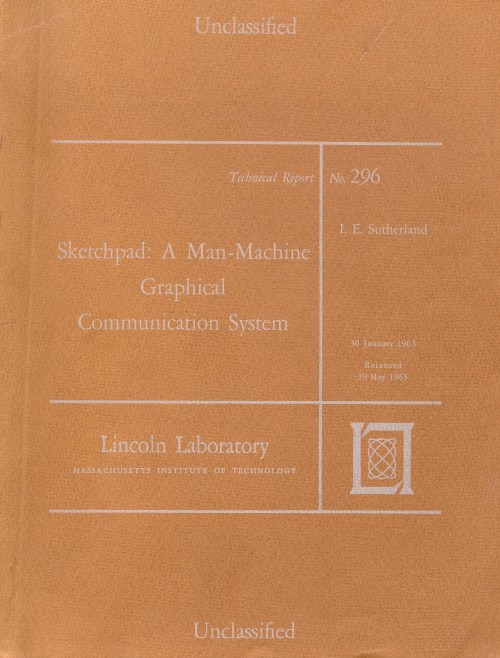 Unclassified
Technical Report No. 296
I. E. Sutherland
Sketchpad: A Man-Machine
Graphical
Communication System
30 January 1963
Reissued
19 May 1965
Lincoln Laboratory
MASSACHUSETTS INSTITUTE OF TECHNOLOGY
Unclassified